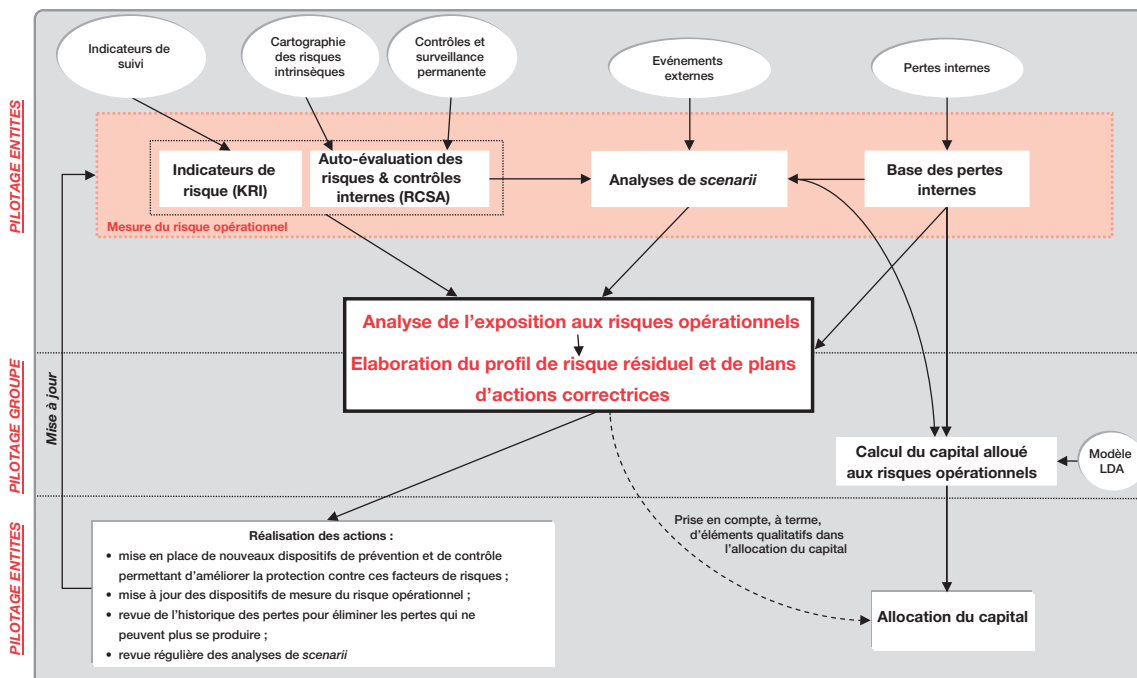 Indicateurs de
suivi
Cartographie
des risques
intrinsèques
Contrôles et
surveillance
permanente
Evénements
externes
Pertes internes
PILOTAGE ENTITES
Indicateurs de
risque (KRI)
Auto-évaluation des
risques & contrôles
internes (RCSA)
Analyses de scenarii
Base des pertes
internes
Mesure du risque opérationnel
Analyse de l'exposition aux risques opérationnels
Elaboration du profil de risque résiduel et de plans
d'actions correctrices
PILOTAGE GROUPE
Mise à jour
Calcul du capital alloué
aux risques opérationnels
Modèle
LDA
PILOTAGE ENTITES
Réalisation des actions :
• mise en place de nouveaux dispositifs de prévention et de contrôle
permettant d'améliorer la protection contre ces facteurs de risques ;
• mise à jour des dispositifs de mesure du risque opérationnel ;
• revue de l'historique des pertes pour éliminer les pertes qui ne
peuvent plus se produire ;
• revue régulière des analyses de scenarii
Prise en compte, à terme,
d'éléments qualitatifs dans
l'allocation du capital
Allocation du capital